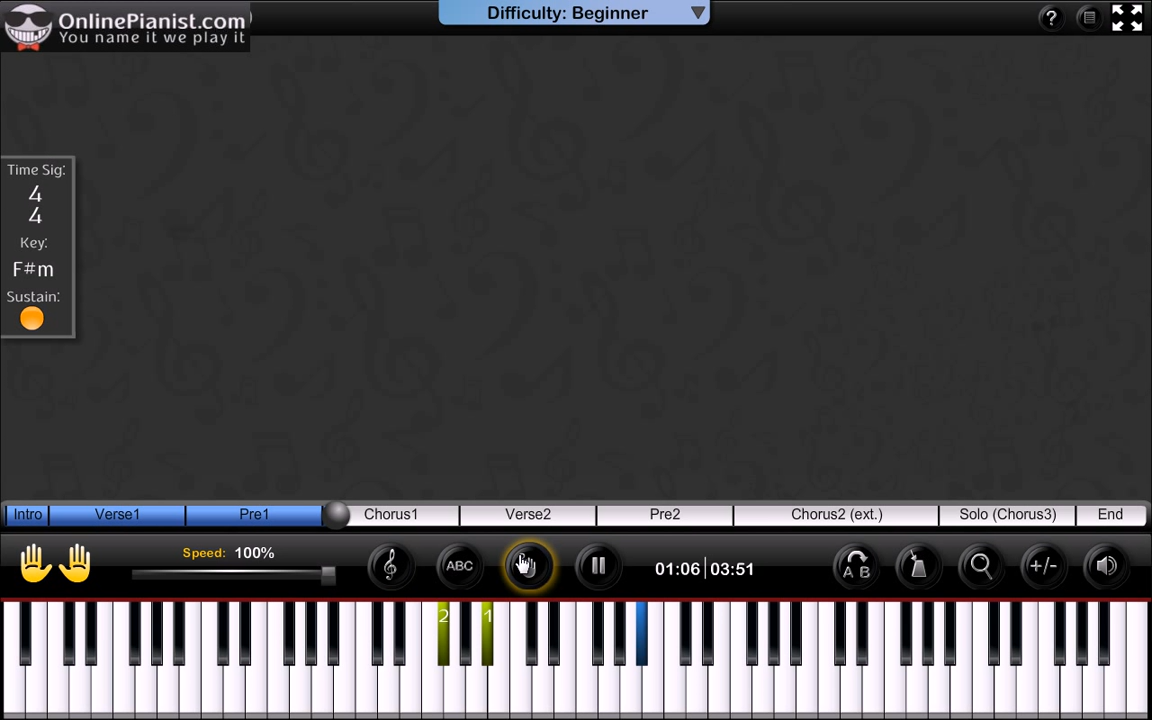 OnlinePianist.com
You name it we play it
Difficulty: Beginner
?
Time Sig:
4
4
Key:
F#m
Sustain:
Intro Verse1 Pre1 Chorus1 Verse2 Pre2 Chorus2 (ext.) Solo (Chorus3) End
Speed: 100%
ABC
01:06 | 03:51
A B
+/-
2 1